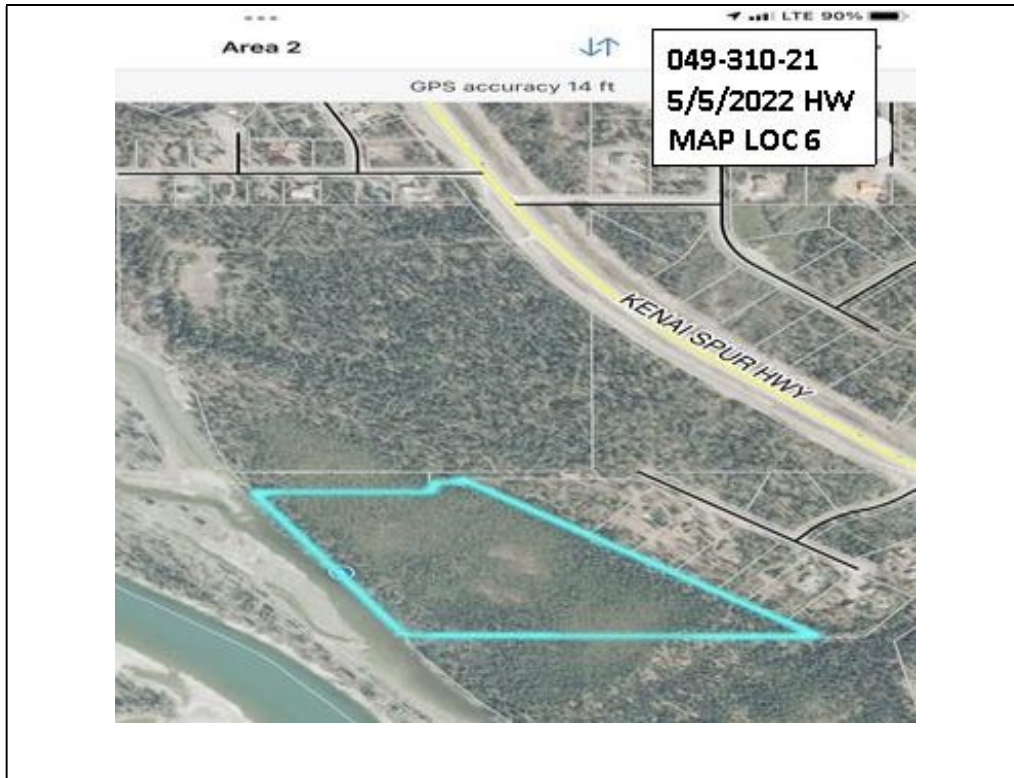 LTE 90%
Area 2
GPS accuracy 14 ft
049-310-21
5/5/2022 HW
MAP LOC 6
KENAI SPUR HWY